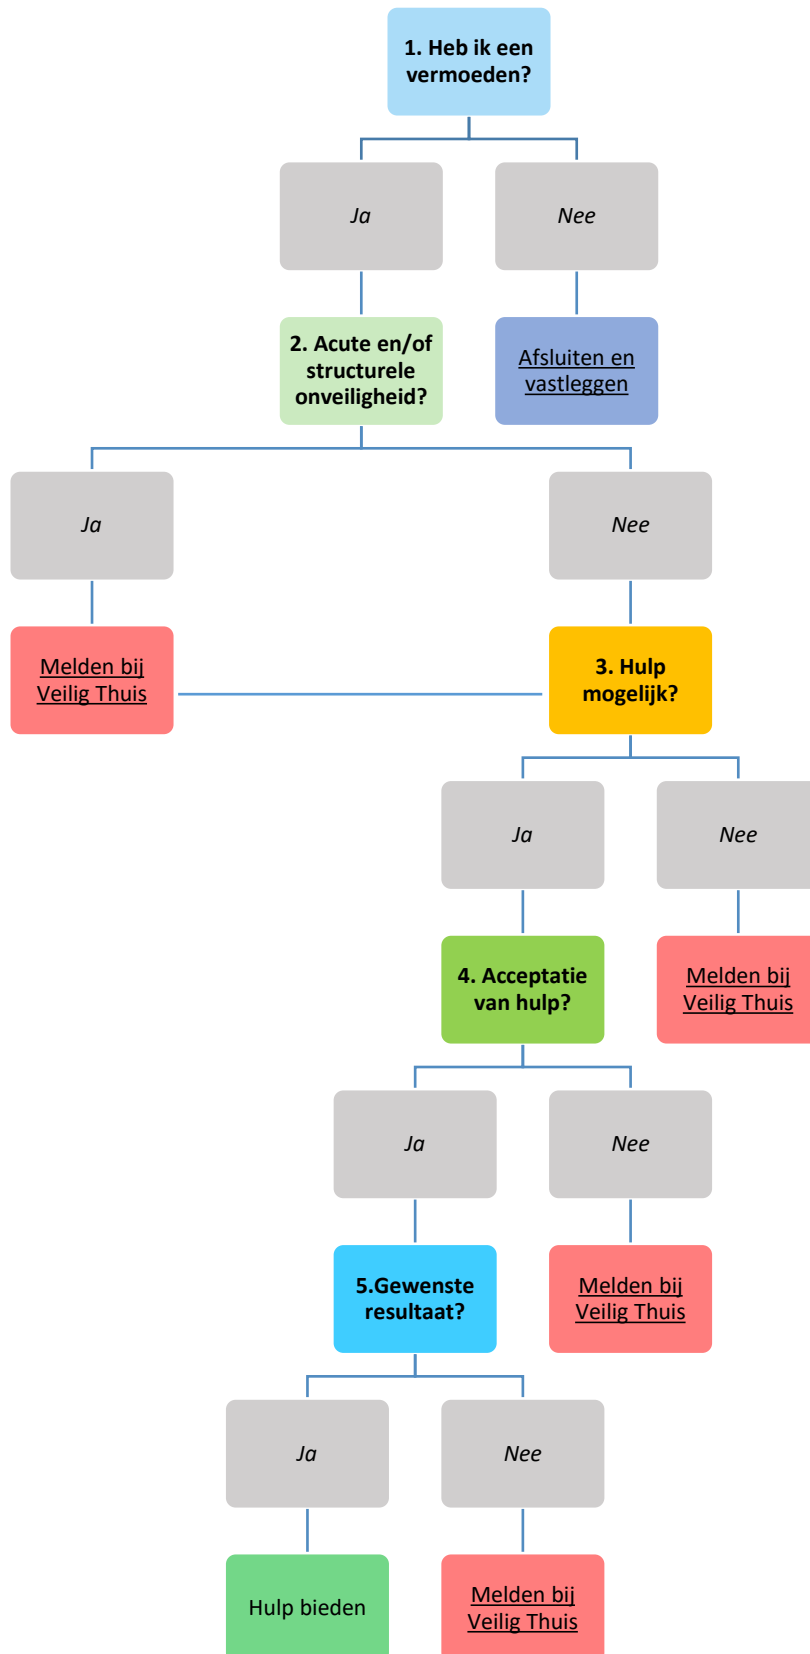 1. Heb ik een
vermoeden?
Ja
Nee
2. Acute en/of
structurele
onveiligheid?
Afsluiten en
vastleggen
Ja
Nee
Melden bij
Veilig Thuis
3. Hulp
mogelijk?
Ja
Nee
4. Acceptatie
van hulp?
Melden bij
Veilig Thuis
Ja
Nee
5.Gewenste
resultaat?
Melden bij
Veilig Thuis
Ja
Nee
Hulp bieden
Melden bij
Veilig Thuis